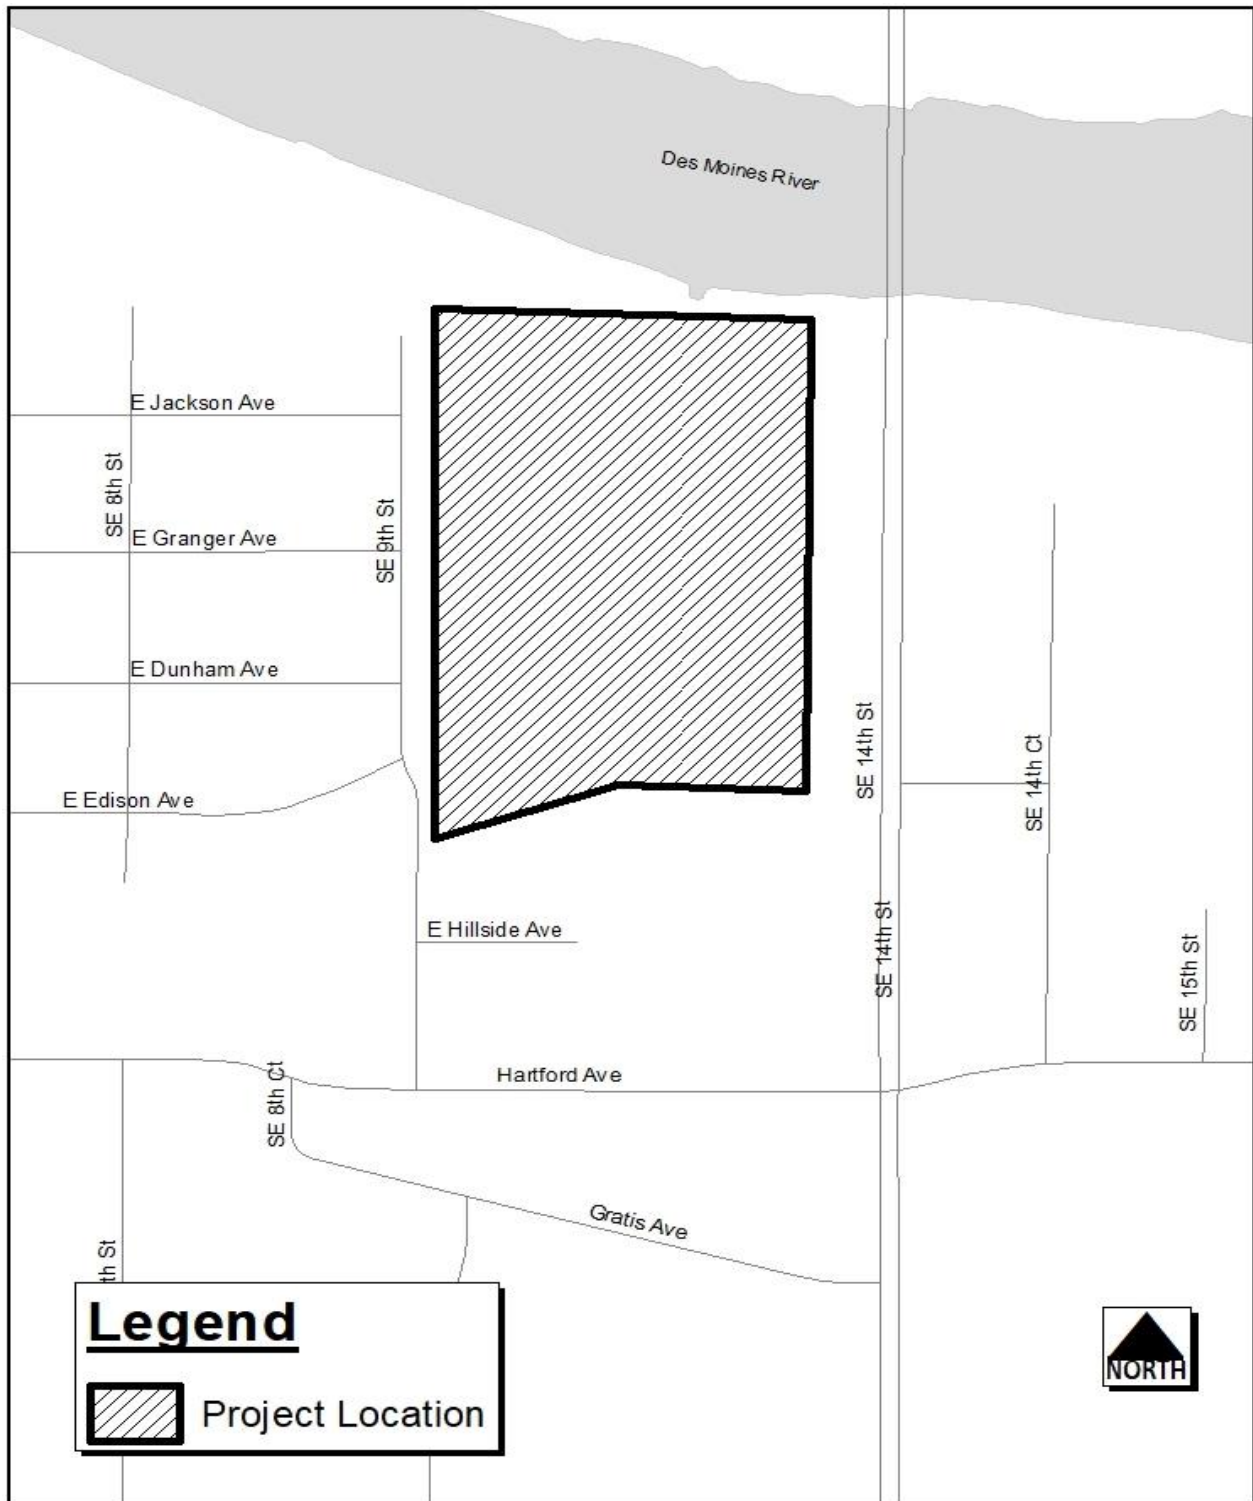 Des Moines River
E Jackson Ave
SE 8th St
E Granger Ave
SE 9th St
E Dunham Ave
SE 14th St
SE 14th Ct
E Edison Ave
SE 14th St
E Hillside Ave
SE 15th St
Hartford Ave
SE 8th Ct
Gratis Ave
th St
Legend
Project Location
NORTH